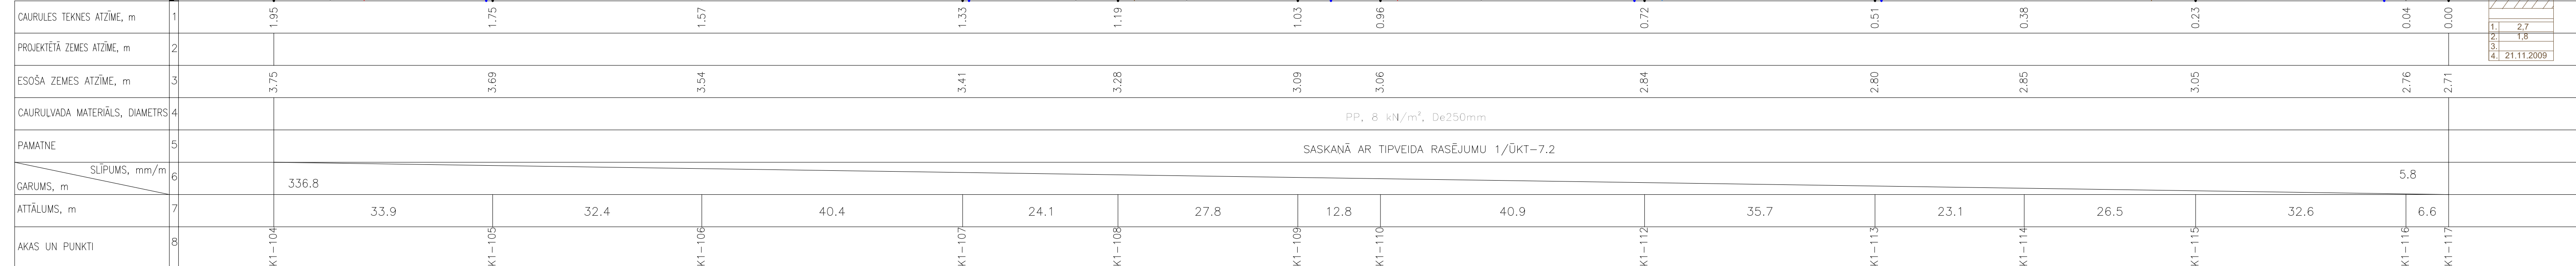 CAURULES TEKNES ATZĪME, m 1 1.95 1.75 1.57 1.33 1.19 1.03 0.96 0.72 0.51 0.38 0.23 0.04 0.00
PROJEKTĒTĀ ZEMES ATZĪME, m 2
ESOŠA ZEMES ATZĪME, m 3 3.75 3.69 3.54 3.41 3.28 3.09 3.06 2.84 2.80 2.85 3.05 2.76 2.71
CAURUĻVADA MATERIĀLS, DIAMETRS 4 PP, 8 kN/m², De250mm
PAMATNE 5 SASKAŅĀ AR TIPVEIDA RASĒJUMU 1/ŪKT-7.2
SLĪPUMS, mm/m 6 5.8
GARUMS, m 336.8
ATTĀLUMS, m 7 33.9 32.4 40.4 24.1 27.8 12.8 40.9 35.7 23.1 26.5 32.6 6.6
AKAS UN PUNKTI 8 K1-104 K1-105 K1-106 K1-107 K1-108 K1-109 K1-110 K1-112 K1-113 K1-114 K1-115 K1-116 K1-117
1. 2,7
2. 1,8
3.
4. 21.11.2009